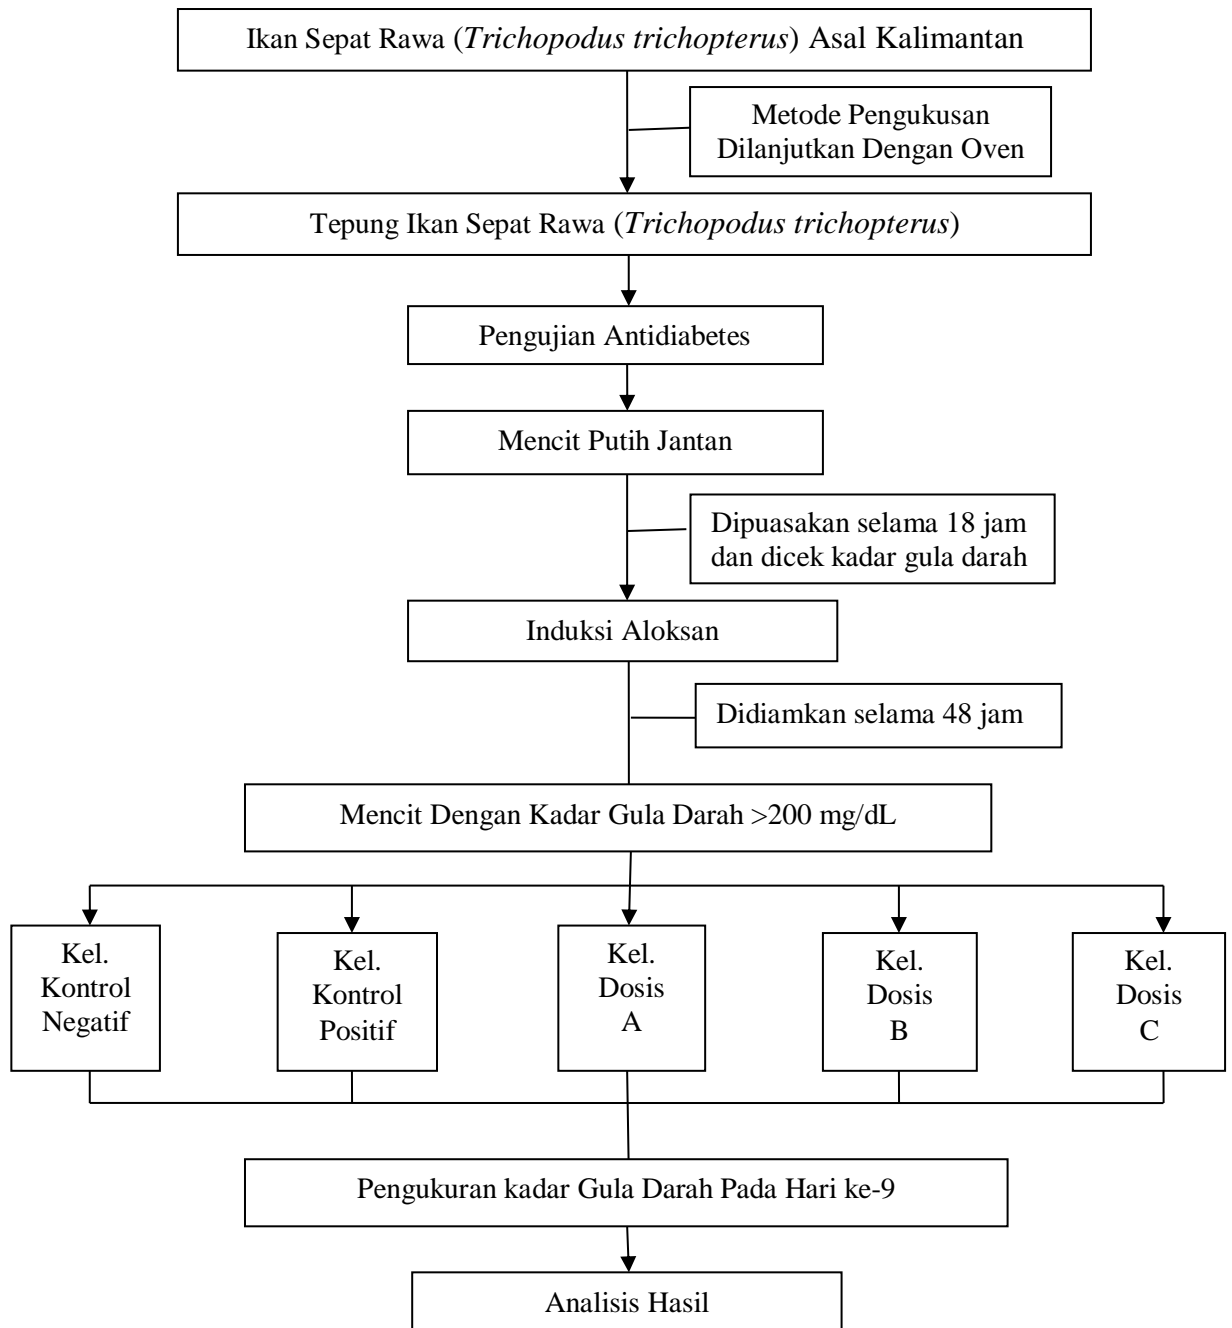 Ikan Sepat Rawa (Trichopodus trichopterus) Asal Kalimantan
Metode Pengukusan
Dilanjutkan Dengan Oven
Tepung Ikan Sepat Rawa (Trichopodus trichopterus)
Pengujian Antidiabetes
Mencit Putih Jantan
Dipuasakan selama 18 jam
dan dicek kadar gula darah
Induksi Aloksan
Didiamkan selama 48 jam
Mencit Dengan Kadar Gula Darah >200 mg/dL
Kel.
Kontrol
Negatif
Kel.
Kontrol
Positif
Kel.
Dosis
A
Kel.
Dosis
B
Kel.
Dosis
C
Pengukuran kadar Gula Darah Pada Hari ke-9
Analisis Hasil